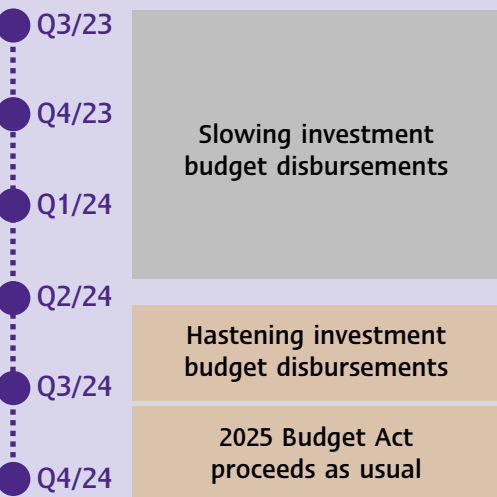 Q3/23
Q4/23
Slowing investment
budget disbursements
Q1/24
Q2/24
Hastening investment
budget disbursements
Q3/24
2025 Budget Act
proceeds as usual
Q4/24